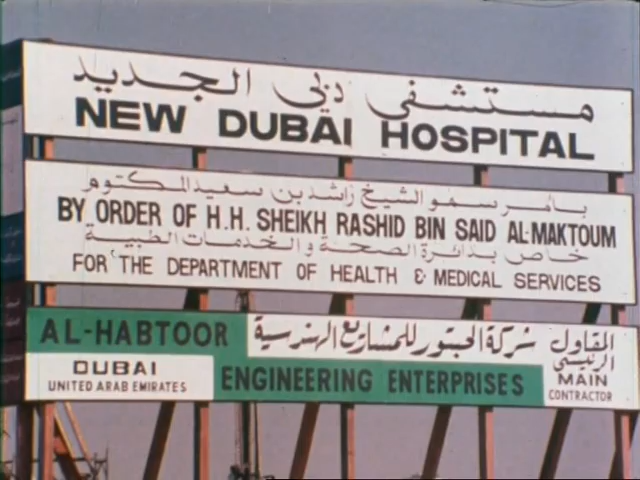 مستشفى دبي الجديد
NEW DUBAI HOSPITAL
بامر سمو الشيخ راشد بن سعيد المكتوم
BY ORDER OF H.H. SHEIKH RASHID BIN SAID AL-MAKTOUM
خاص بدائرة الصحة و الخدمات الطبية
FOR THE DEPARTMENT OF HEALTH & MEDICAL SERVICES
AL-HABTOOR شركة الحبتور للمشاريع الهندسية المقاول الرئيسي
DUBAI
UNITED ARAB EMIRATES
ENGINEERING ENTERPRISES
MAIN
CONTRACTOR